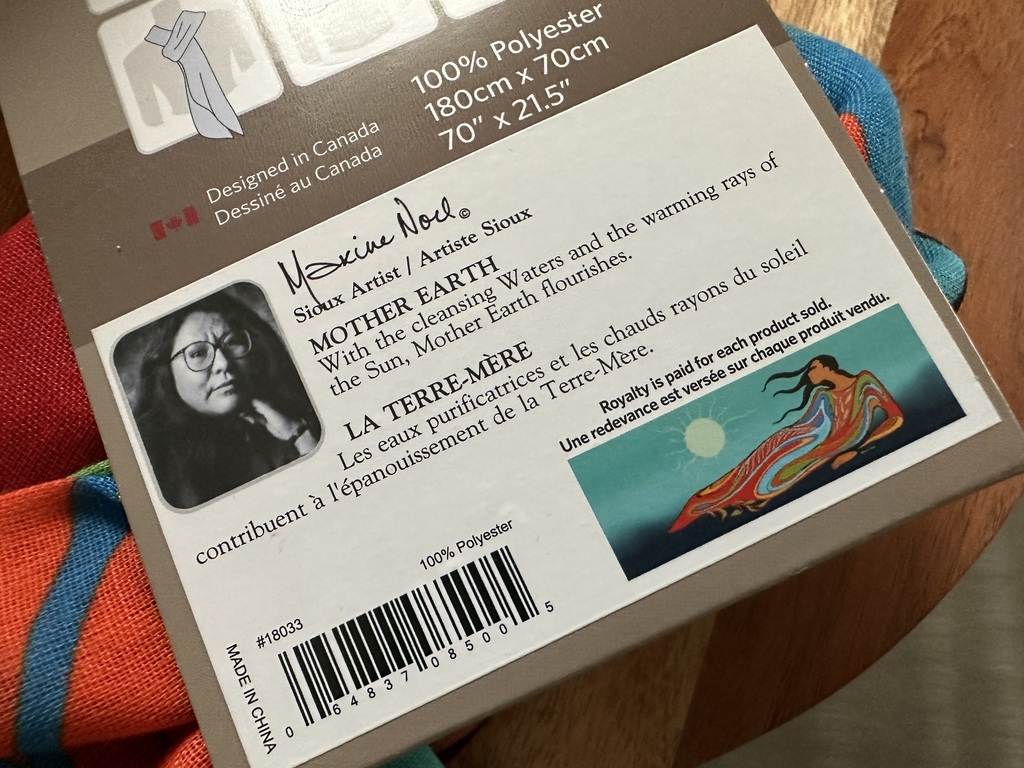 100% Polyester
180cm x 70cm
70" x 21.5"
Designed in Canada
Dessiné au Canada
Maxine Noel ©
Sioux Artist / Artiste Sioux
MOTHER EARTH
With the cleansing Waters and the warming rays of
the Sun, Mother Earth flourishes.
LA TERRE-MÈRE
Les eaux purificatrices et les chauds rayons du soleil
contribuent à l'épanouissement de la Terre-Mère.
Royalty is paid for each product sold.
Une redevance est versée sur chaque produit vendu.
100% Polyester
#18033
0 64837 08500 5
MADE IN CHINA